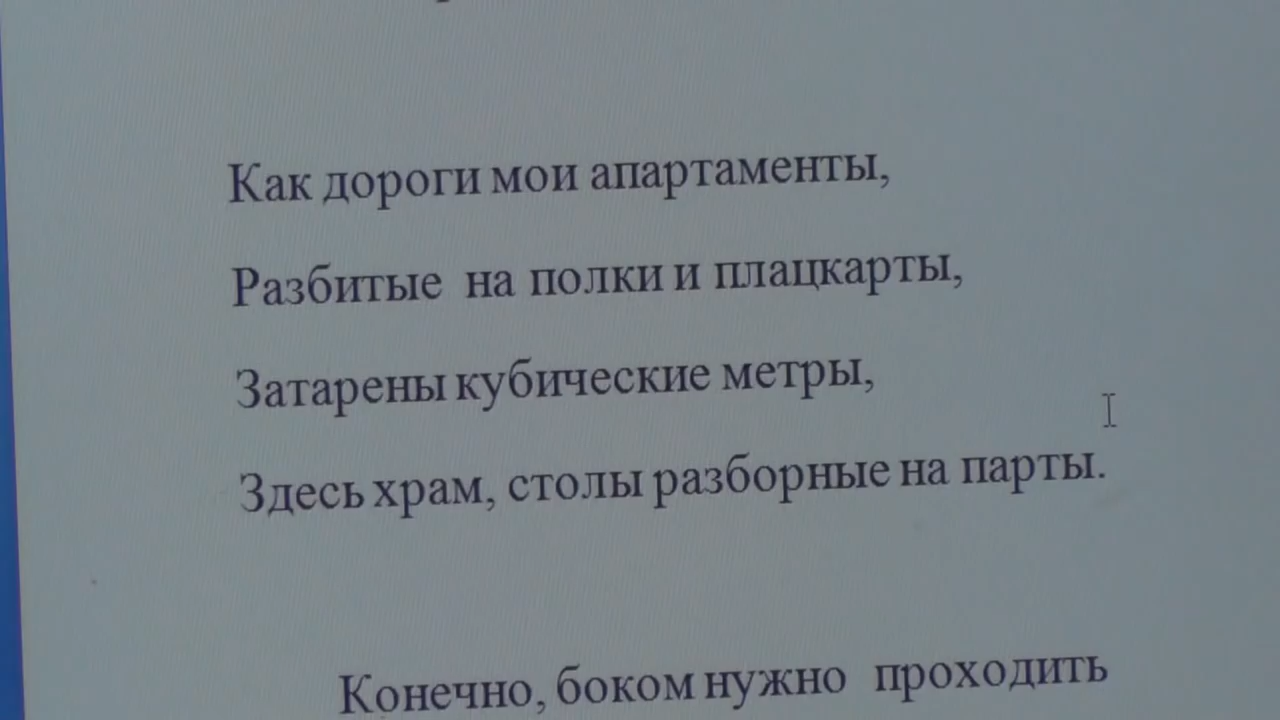 Как дороги мои апартаменты,
Разбитые на полки и плацкарты,
Затарены кубические метры,
Здесь храм, столы разборные на парты.
Конечно, боком нужно проходить